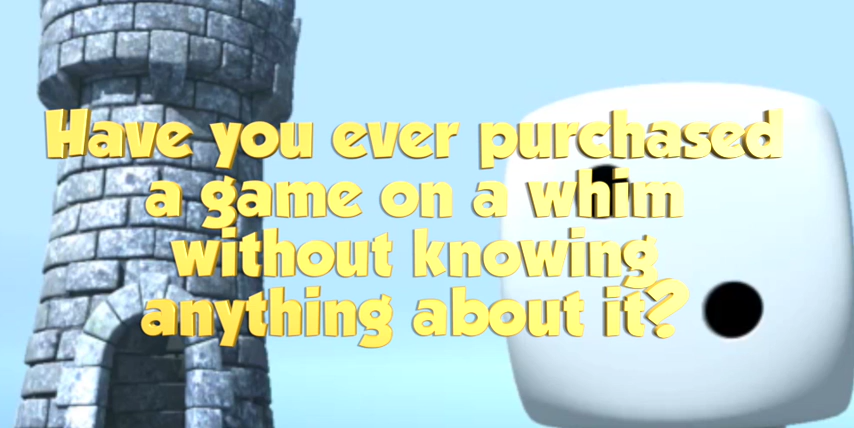 Have you ever purchased
a game on a whim
without knowing
anything about it?